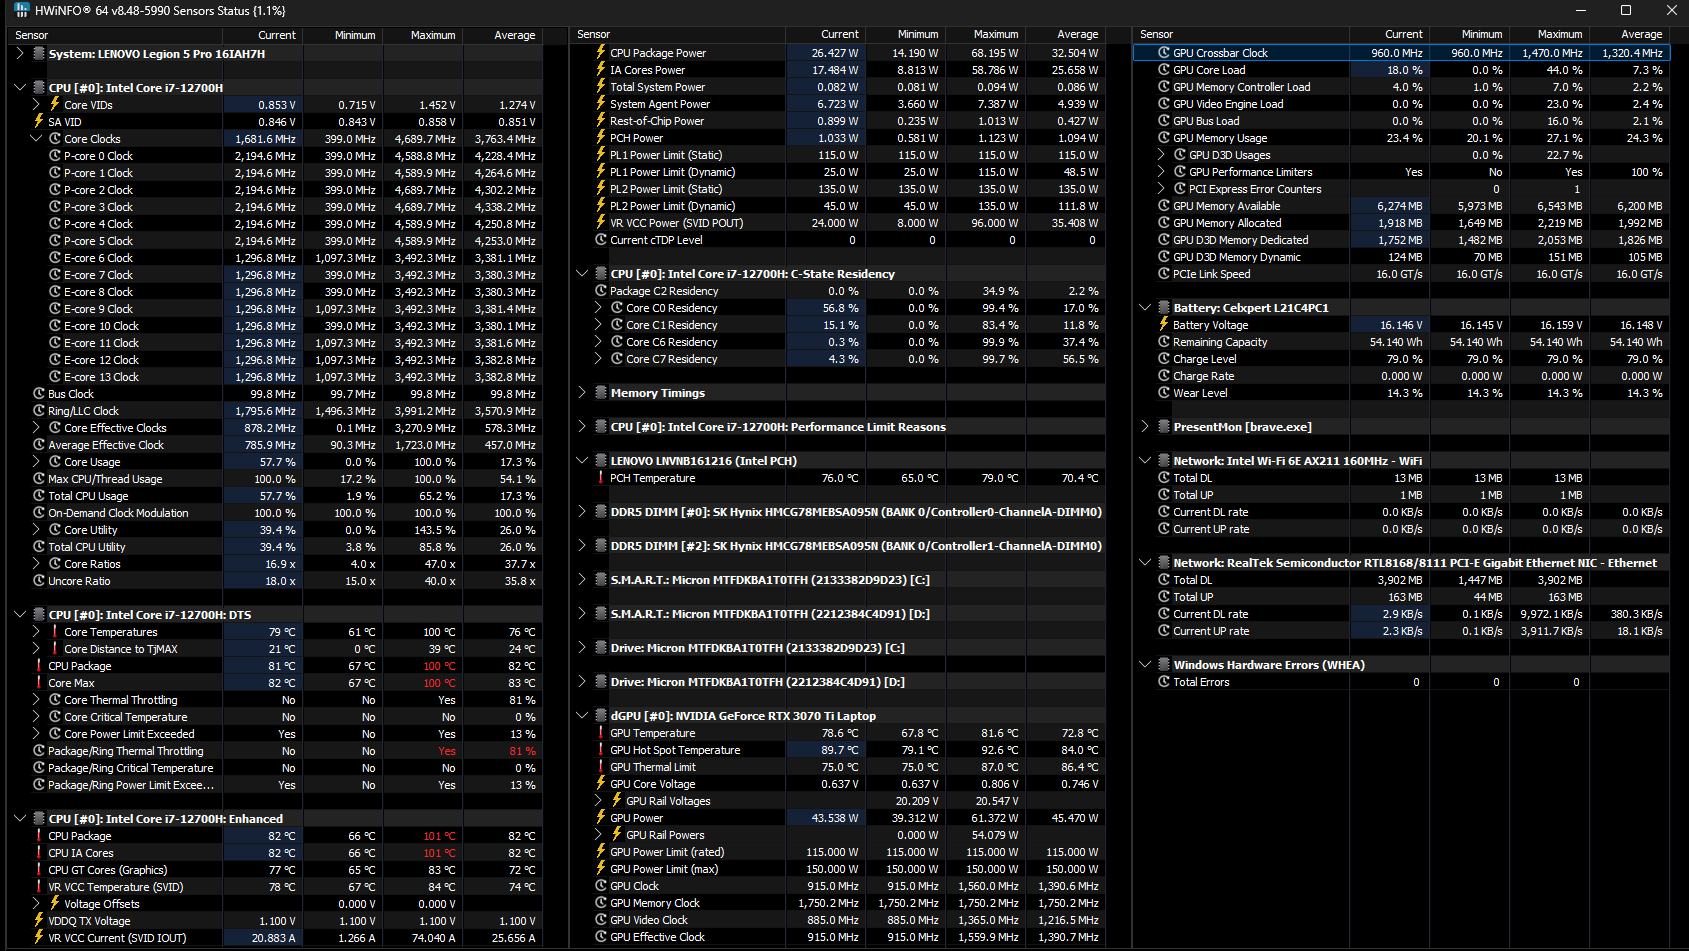 HWiNFO® 64 v8.48-5990 Sensors Status {1.1%}
Sensor Current Minimum Maximum Average
System: LENOVO Legion 5 Pro 16IAH7H
CPU [#0]: Intel Core i7-12700H
Core VIDs 0.853 V 0.715 V 1.452 V 1.274 V
SA VID 0.846 V 0.843 V 0.858 V 0.851 V
Core Clocks 1,681.6 MHz 399.0 MHz 4,689.7 MHz 3,763.4 MHz
P-core 0 Clock 2,194.6 MHz 399.0 MHz 4,588.8 MHz 4,228.4 MHz
P-core 1 Clock 2,194.6 MHz 399.0 MHz 4,589.9 MHz 4,264.6 MHz
P-core 2 Clock 2,194.6 MHz 399.0 MHz 4,689.7 MHz 4,302.2 MHz
P-core 3 Clock 2,194.6 MHz 399.0 MHz 4,689.7 MHz 4,338.2 MHz
P-core 4 Clock 2,194.6 MHz 399.0 MHz 4,589.9 MHz 4,250.8 MHz
P-core 5 Clock 2,194.6 MHz 399.0 MHz 4,589.9 MHz 4,253.0 MHz
E-core 6 Clock 1,296.8 MHz 1,097.3 MHz 3,492.3 MHz 3,381.1 MHz
E-core 7 Clock 1,296.8 MHz 399.0 MHz 3,492.3 MHz 3,380.3 MHz
E-core 8 Clock 1,296.8 MHz 399.0 MHz 3,492.3 MHz 3,380.3 MHz
E-core 9 Clock 1,296.8 MHz 1,097.3 MHz 3,492.3 MHz 3,381.4 MHz
E-core 10 Clock 1,296.8 MHz 399.0 MHz 3,492.3 MHz 3,380.1 MHz
E-core 11 Clock 1,296.8 MHz 1,097.3 MHz 3,492.3 MHz 3,381.6 MHz
E-core 12 Clock 1,296.8 MHz 1,097.3 MHz 3,492.3 MHz 3,382.8 MHz
E-core 13 Clock 1,296.8 MHz 1,097.3 MHz 3,492.3 MHz 3,382.8 MHz
Bus Clock 99.8 MHz 99.7 MHz 99.8 MHz 99.8 MHz
Ring/LLC Clock 1,795.6 MHz 1,496.3 MHz 3,991.2 MHz 3,570.9 MHz
Core Effective Clocks 878.2 MHz 0.1 MHz 3,270.9 MHz 578.3 MHz
Average Effective Clock 785.9 MHz 90.3 MHz 1,723.0 MHz 457.0 MHz
Core Usage 57.7 % 0.0 % 100.0 % 17.3 %
Max CPU/Thread Usage 100.0 % 17.2 % 100.0 % 54.1 %
Total CPU Usage 57.7 % 1.9 % 65.2 % 17.3 %
On-Demand Clock Modulation 100.0 % 100.0 % 100.0 % 100.0 %
Core Utility 39.4 % 0.0 % 143.5 % 26.0 %
Total CPU Utility 39.4 % 3.8 % 85.8 % 26.0 %
Core Ratios 16.9 x 4.0 x 47.0 x 37.7 x
Uncore Ratio 18.0 x 15.0 x 40.0 x 35.8 x
CPU [#0]: Intel Core i7-12700H: DTS
Core Temperatures 79 °C 61 °C 100 °C 76 °C
Core Distance to TjMAX 21 °C 0 °C 39 °C 24 °C
CPU Package 81 °C 67 °C 100 °C 82 °C
Core Max 82 °C 67 °C 100 °C 83 °C
Core Thermal Throttling No No Yes 81 %
Core Critical Temperature No No No 0 %
Core Power Limit Exceeded Yes No Yes 13 %
Package/Ring Thermal Throttling No No Yes 81 %
Package/Ring Critical Temperature No No No 0 %
Package/Ring Power Limit Excee... Yes No Yes 13 %
CPU [#0]: Intel Core i7-12700H: Enhanced
CPU Package 82 °C 66 °C 101 °C 82 °C
CPU IA Cores 82 °C 66 °C 101 °C 82 °C
CPU GT Cores (Graphics) 77 °C 65 °C 83 °C 72 °C
VR VCC Temperature (SVID) 78 °C 67 °C 84 °C 74 °C
Voltage Offsets 0.000 V 0.000 V
VDDQ TX Voltage 1.100 V 1.100 V 1.100 V 1.100 V
VR VCC Current (SVID IOUT) 20.883 A 1.266 A 74.040 A 25.656 A
Sensor Current Minimum Maximum Average
CPU Package Power 26.427 W 14.190 W 68.195 W 32.504 W
IA Cores Power 17.484 W 8.813 W 58.786 W 25.658 W
Total System Power 0.082 W 0.081 W 0.094 W 0.086 W
System Agent Power 6.723 W 3.660 W 7.387 W 4.939 W
Rest-of-Chip Power 0.899 W 0.235 W 1.013 W 0.427 W
PCH Power 1.033 W 0.581 W 1.123 W 1.094 W
PL1 Power Limit (Static) 115.0 W 115.0 W 115.0 W 115.0 W
PL1 Power Limit (Dynamic) 25.0 W 25.0 W 115.0 W 48.5 W
PL2 Power Limit (Static) 135.0 W 135.0 W 135.0 W 135.0 W
PL2 Power Limit (Dynamic) 45.0 W 45.0 W 135.0 W 111.8 W
VR VCC Power (SVID POUT) 24.000 W 8.000 W 96.000 W 35.408 W
Current cTDP Level 0 0 0 0
CPU [#0]: Intel Core i7-12700H: C-State Residency
Package C2 Residency 0.0 % 0.0 % 34.9 % 2.2 %
Core C0 Residency 56.8 % 0.0 % 99.4 % 17.0 %
Core C1 Residency 15.1 % 0.0 % 83.4 % 11.8 %
Core C6 Residency 0.3 % 0.0 % 99.9 % 37.4 %
Core C7 Residency 4.3 % 0.0 % 99.7 % 56.5 %
Memory Timings
CPU [#0]: Intel Core i7-12700H: Performance Limit Reasons
LENOVO LNVNB161216 (Intel PCH)
PCH Temperature 76.0 °C 65.0 °C 79.0 °C 70.4 °C
DDR5 DIMM [#0]: SK Hynix HMCG78MEBSA095N (BANK 0/Controller0-ChannelA-DIMM0)
DDR5 DIMM [#2]: SK Hynix HMCG78MEBSA095N (BANK 0/Controller1-ChannelA-DIMM0)
S.M.A.R.T.: Micron MTFDKBA1T0TFH (2133382D9D23) [C:]
S.M.A.R.T.: Micron MTFDKBA1T0TFH (2212384C4D91) [D:]
Drive: Micron MTFDKBA1T0TFH (2133382D9D23) [C:]
Drive: Micron MTFDKBA1T0TFH (2212384C4D91) [D:]
dGPU [#0]: NVIDIA GeForce RTX 3070 Ti Laptop
GPU Temperature 78.6 °C 67.8 °C 81.6 °C 72.8 °C
GPU Hot Spot Temperature 89.7 °C 79.1 °C 92.6 °C 84.0 °C
GPU Thermal Limit 75.0 °C 75.0 °C 87.0 °C 86.4 °C
GPU Core Voltage 0.637 V 0.637 V 0.806 V 0.746 V
GPU Rail Voltages 20.209 V 20.547 V
GPU Power 43.538 W 39.312 W 61.372 W 45.470 W
GPU Rail Powers 0.000 W 54.079 W
GPU Power Limit (rated) 115.000 W 115.000 W 115.000 W 115.000 W
GPU Power Limit (max) 150.000 W 150.000 W 150.000 W 150.000 W
GPU Clock 915.0 MHz 915.0 MHz 1,560.0 MHz 1,390.6 MHz
GPU Memory Clock 1,750.2 MHz 1,750.2 MHz 1,750.2 MHz 1,750.2 MHz
GPU Video Clock 885.0 MHz 885.0 MHz 1,365.0 MHz 1,216.5 MHz
GPU Effective Clock 915.0 MHz 915.0 MHz 1,559.9 MHz 1,390.7 MHz
Sensor Current Minimum Maximum Average
GPU Crossbar Clock 960.0 MHz 960.0 MHz 1,470.0 MHz 1,320.4 MHz
GPU Core Load 18.0 % 0.0 % 44.0 % 7.3 %
GPU Memory Controller Load 4.0 % 1.0 % 7.0 % 2.2 %
GPU Video Engine Load 0.0 % 0.0 % 23.0 % 2.4 %
GPU Bus Load 0.0 % 0.0 % 16.0 % 2.1 %
GPU Memory Usage 23.4 % 20.1 % 27.1 % 24.3 %
GPU D3D Usages 0.0 % 22.7 %
GPU Performance Limiters Yes No Yes 100 %
PCI Express Error Counters 0 1
GPU Memory Available 6,274 MB 5,973 MB 6,543 MB 6,200 MB
GPU Memory Allocated 1,918 MB 1,649 MB 2,219 MB 1,992 MB
GPU D3D Memory Dedicated 1,752 MB 1,482 MB 2,053 MB 1,826 MB
GPU D3D Memory Dynamic 124 MB 70 MB 151 MB 105 MB
PCIe Link Speed 16.0 GT/s 16.0 GT/s 16.0 GT/s 16.0 GT/s
Battery: Celxpert L21C4PC1
Battery Voltage 16.146 V 16.145 V 16.159 V 16.148 V
Remaining Capacity 54.140 Wh 54.140 Wh 54.140 Wh 54.140 Wh
Charge Level 79.0 % 79.0 % 79.0 % 79.0 %
Charge Rate 0.000 W 0.000 W 0.000 W 0.000 W
Wear Level 14.3 % 14.3 % 14.3 % 14.3 %
PresentMon [brave.exe]
Network: Intel Wi-Fi 6E AX211 160MHz - WiFi
Total DL 13 MB 13 MB 13 MB
Total UP 1 MB 1 MB 1 MB
Current DL rate 0.0 KB/s 0.0 KB/s 0.0 KB/s 0.0 KB/s
Current UP rate 0.0 KB/s 0.0 KB/s 0.0 KB/s 0.0 KB/s
Network: RealTek Semiconductor RTL8168/8111 PCI-E Gigabit Ethernet NIC - Ethernet
Total DL 3,902 MB 1,447 MB 3,902 MB
Total UP 163 MB 44 MB 163 MB
Current DL rate 2.9 KB/s 0.1 KB/s 9,972.1 KB/s 380.3 KB/s
Current UP rate 2.3 KB/s 0.1 KB/s 3,911.7 KB/s 18.1 KB/s
Windows Hardware Errors (WHEA)
Total Errors 0 0 0